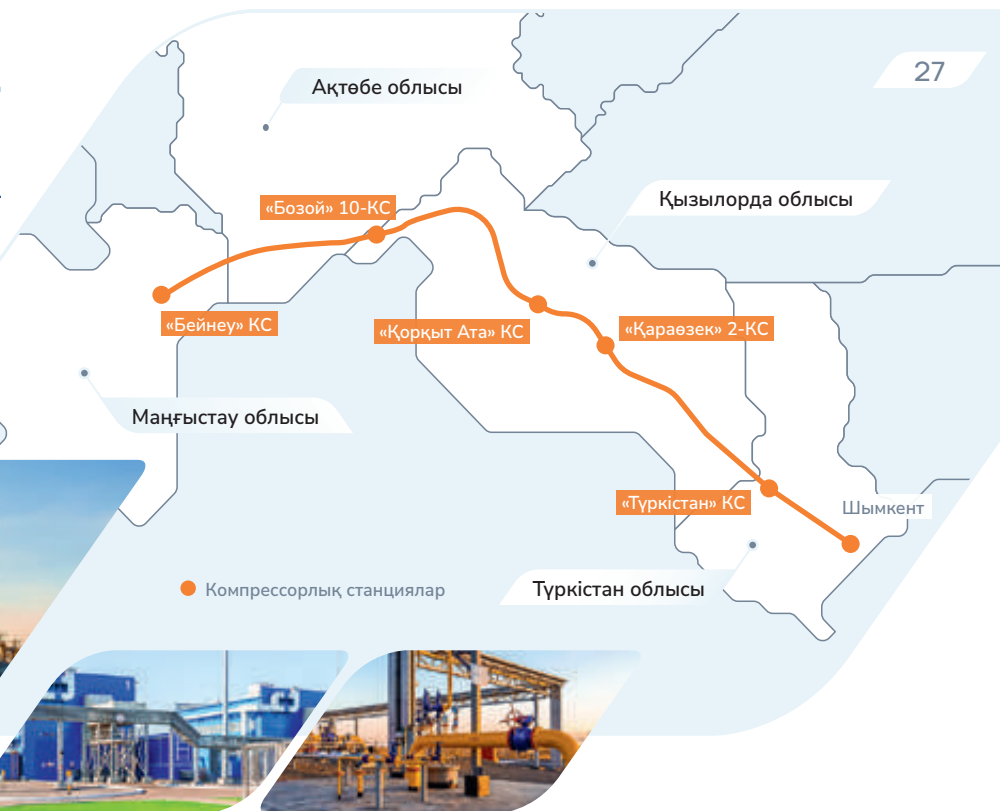 27
Ақтөбе облысы
Қызылорда облысы
«Бозой» 10-КС
«Бейнеу» КС
«Қорқыт Ата» КС
«Қараөзек» 2-КС
Маңғыстау облысы
«Түркістан» КС
Шымкент
Компрессорлық станциялар
Түркістан облысы